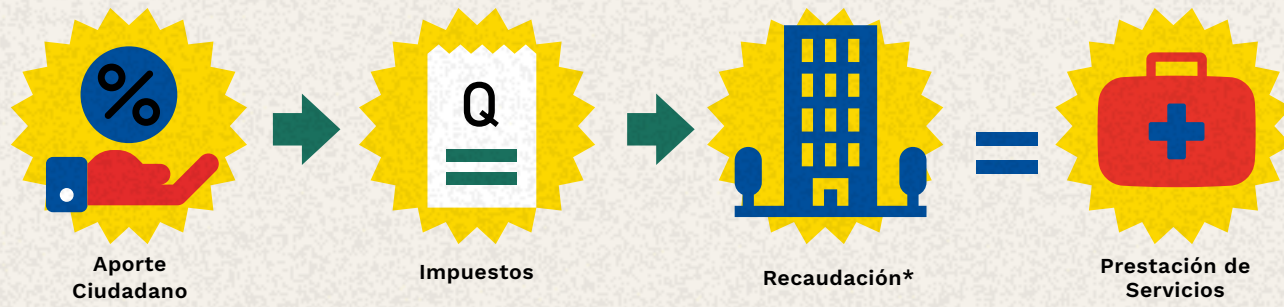 %
Q
Aporte
Ciudadano
Impuestos
Recaudación*
Prestación de
Servicios